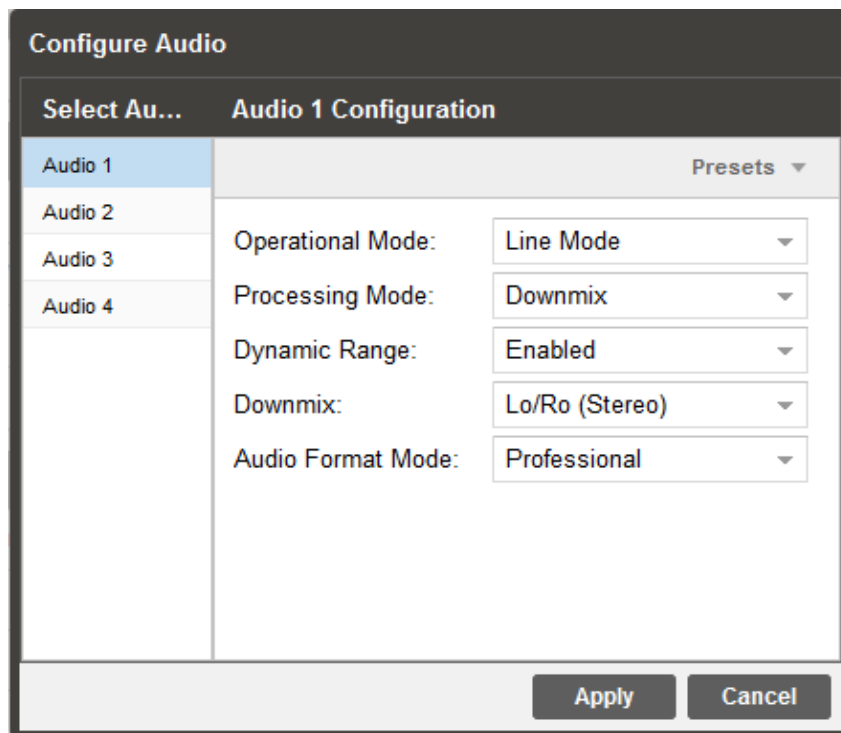 Configure Audio
Select Au...
Audio 1 Configuration
Audio 1
Audio 2
Audio 3
Audio 4
Presets
Operational Mode: Line Mode
Processing Mode: Downmix
Dynamic Range: Enabled
Downmix: Lo/Ro (Stereo)
Audio Format Mode: Professional
Apply Cancel